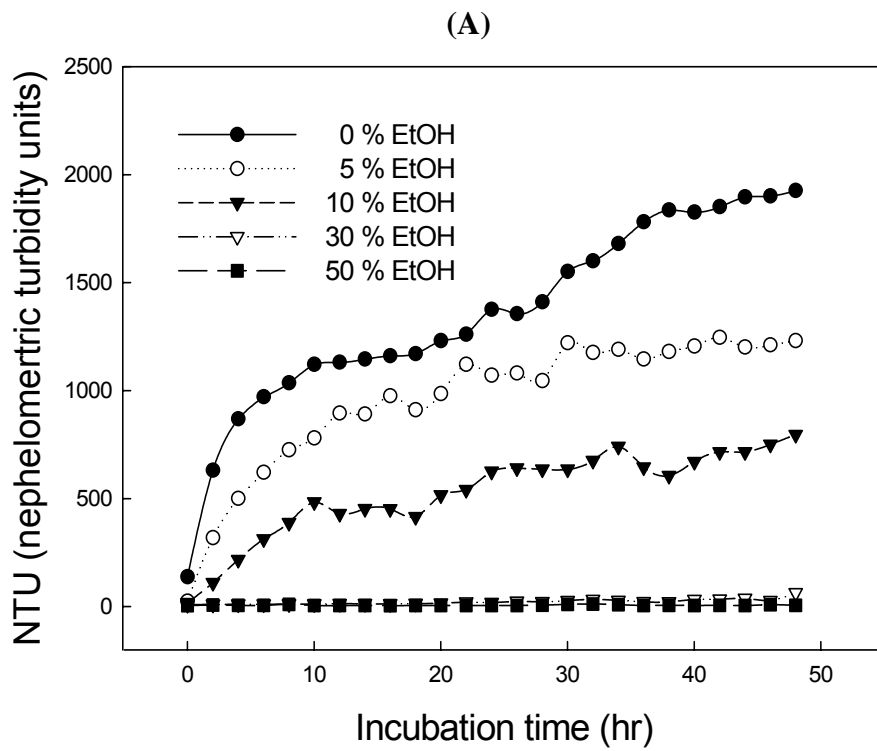 (A)
NTU (nephelomertric turbidity units)
2500
2000
1500
1000
500
0
0 % EtOH
5 % EtOH
10 % EtOH
30 % EtOH
50 % EtOH
0 10 20 30 40 50
Incubation time (hr)